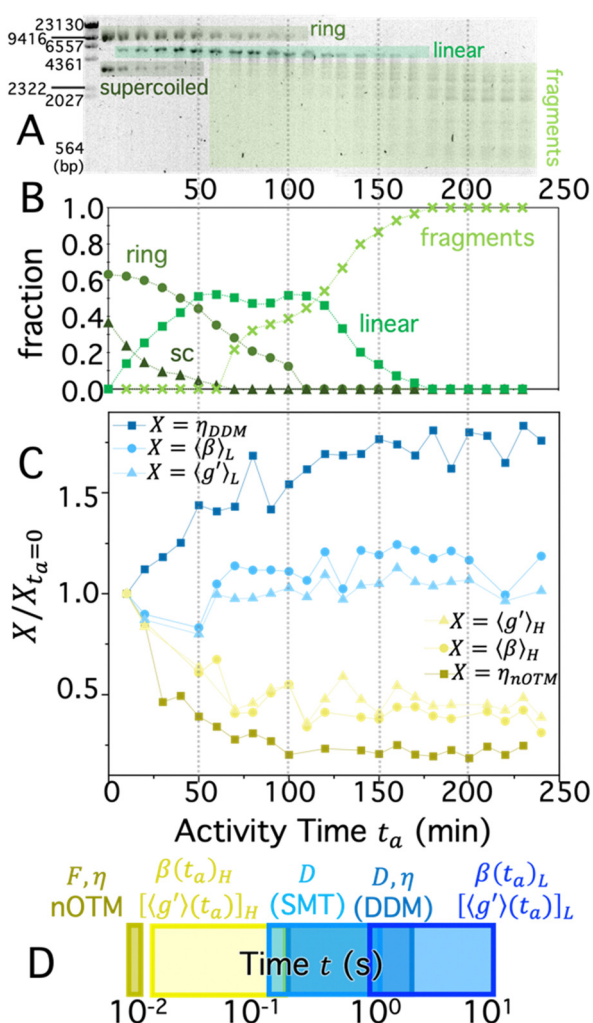 23130
9416
6557
4361
2322
2027
564
(bp)
ring
linear
supercoiled
fragments
A
B
50 100 150 200 250
1.0
0.8
0.6
0.4
0.2
0.0
fraction
ring
sc
linear
fragments
C
X = η_DDM
X = ⟨β⟩_L
X = ⟨g′⟩_L
1.5
1.0
0.5
X/X_{t_a=0}
X = ⟨g′⟩_H
X = ⟨β⟩_H
X = η_nOTM
0 50 100 150 200 250
Activity Time t_a (min)
F, η β(t_a)_H D D, η β(t_a)_L
nOTM [⟨g′⟩(t_a)]_H (SMT) (DDM) [⟨g′⟩(t_a)]_L
D
Time t (s)
10^-2 10^-1 10^0 10^1